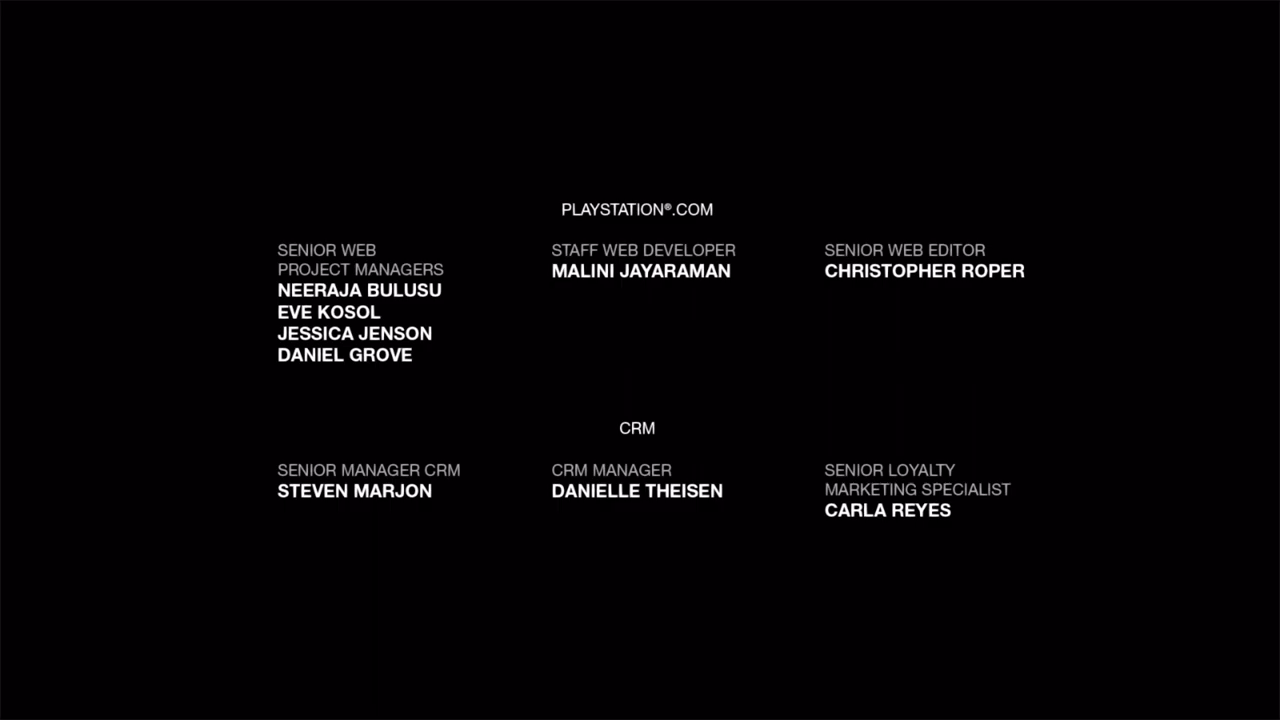 PLAYSTATION®.COM
SENIOR WEB
PROJECT MANAGERS
NEERAJA BULUSU
EVE KOSOL
JESSICA JENSON
DANIEL GROVE
STAFF WEB DEVELOPER
MALINI JAYARAMAN
SENIOR WEB EDITOR
CHRISTOPHER ROPER
CRM
SENIOR MANAGER CRM
STEVEN MARJON
CRM MANAGER
DANIELLE THEISEN
SENIOR LOYALTY
MARKETING SPECIALIST
CARLA REYES